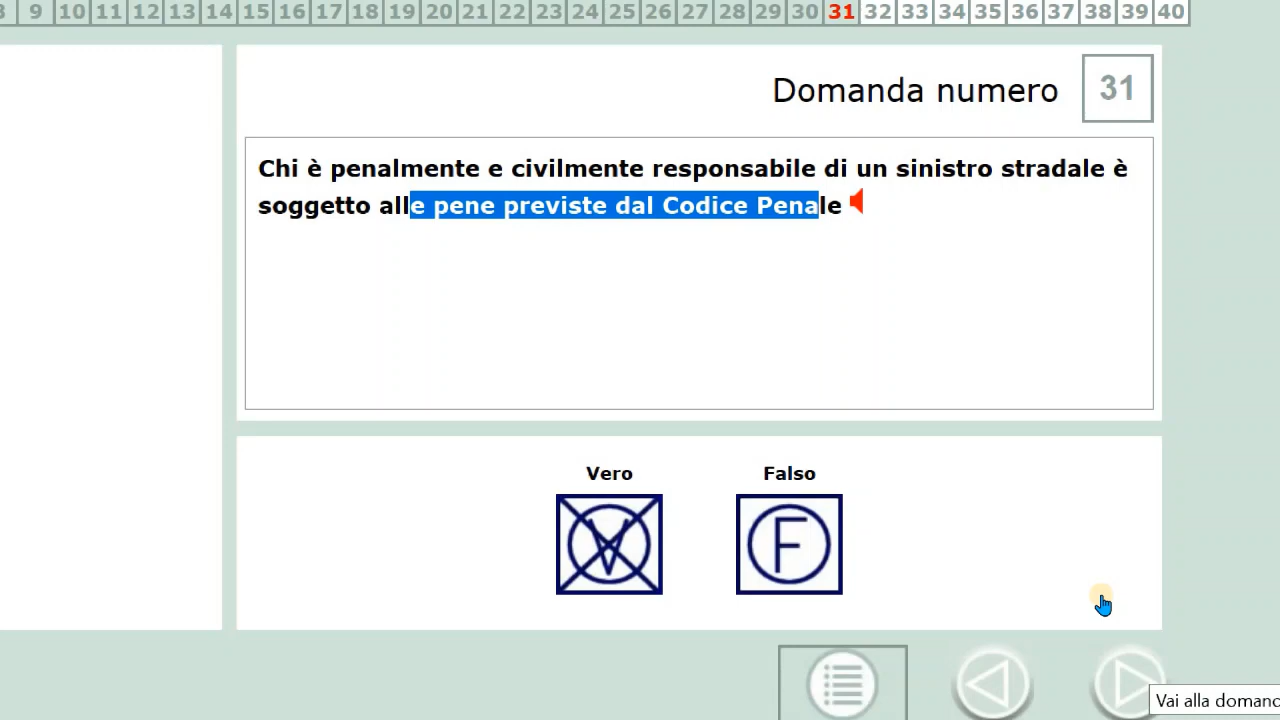 9 10 11 12 13 14 15 16 17 18 19 20 21 22 23 24 25 26 27 28 29 30 31 32 33 34 35 36 37 38 39 40
Domanda numero 31
Chi è penalmente e civilmente responsabile di un sinistro stradale è
soggetto alle pene previste dal Codice Penale
Vero Falso
V F
Vai alla